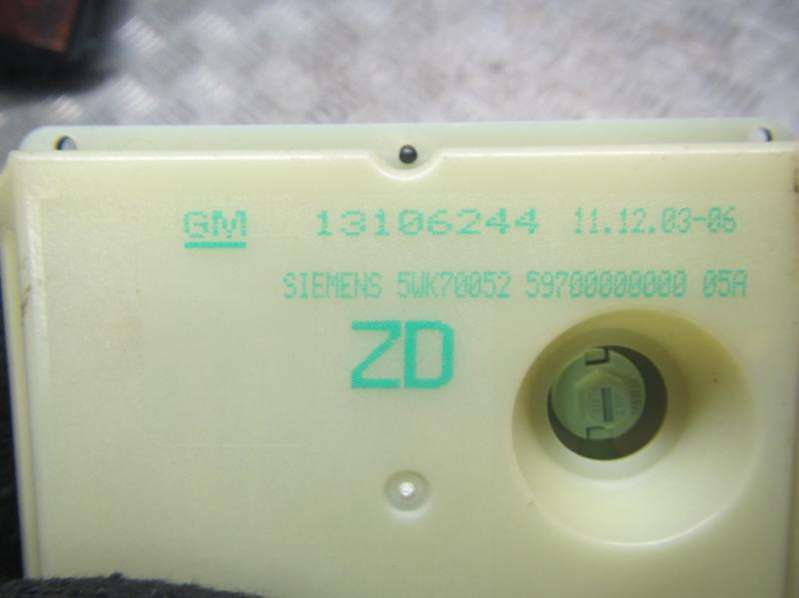 GM 13106244 11.12.03-06
SIEMENS 5WK70052 59700000000 05A
ZD